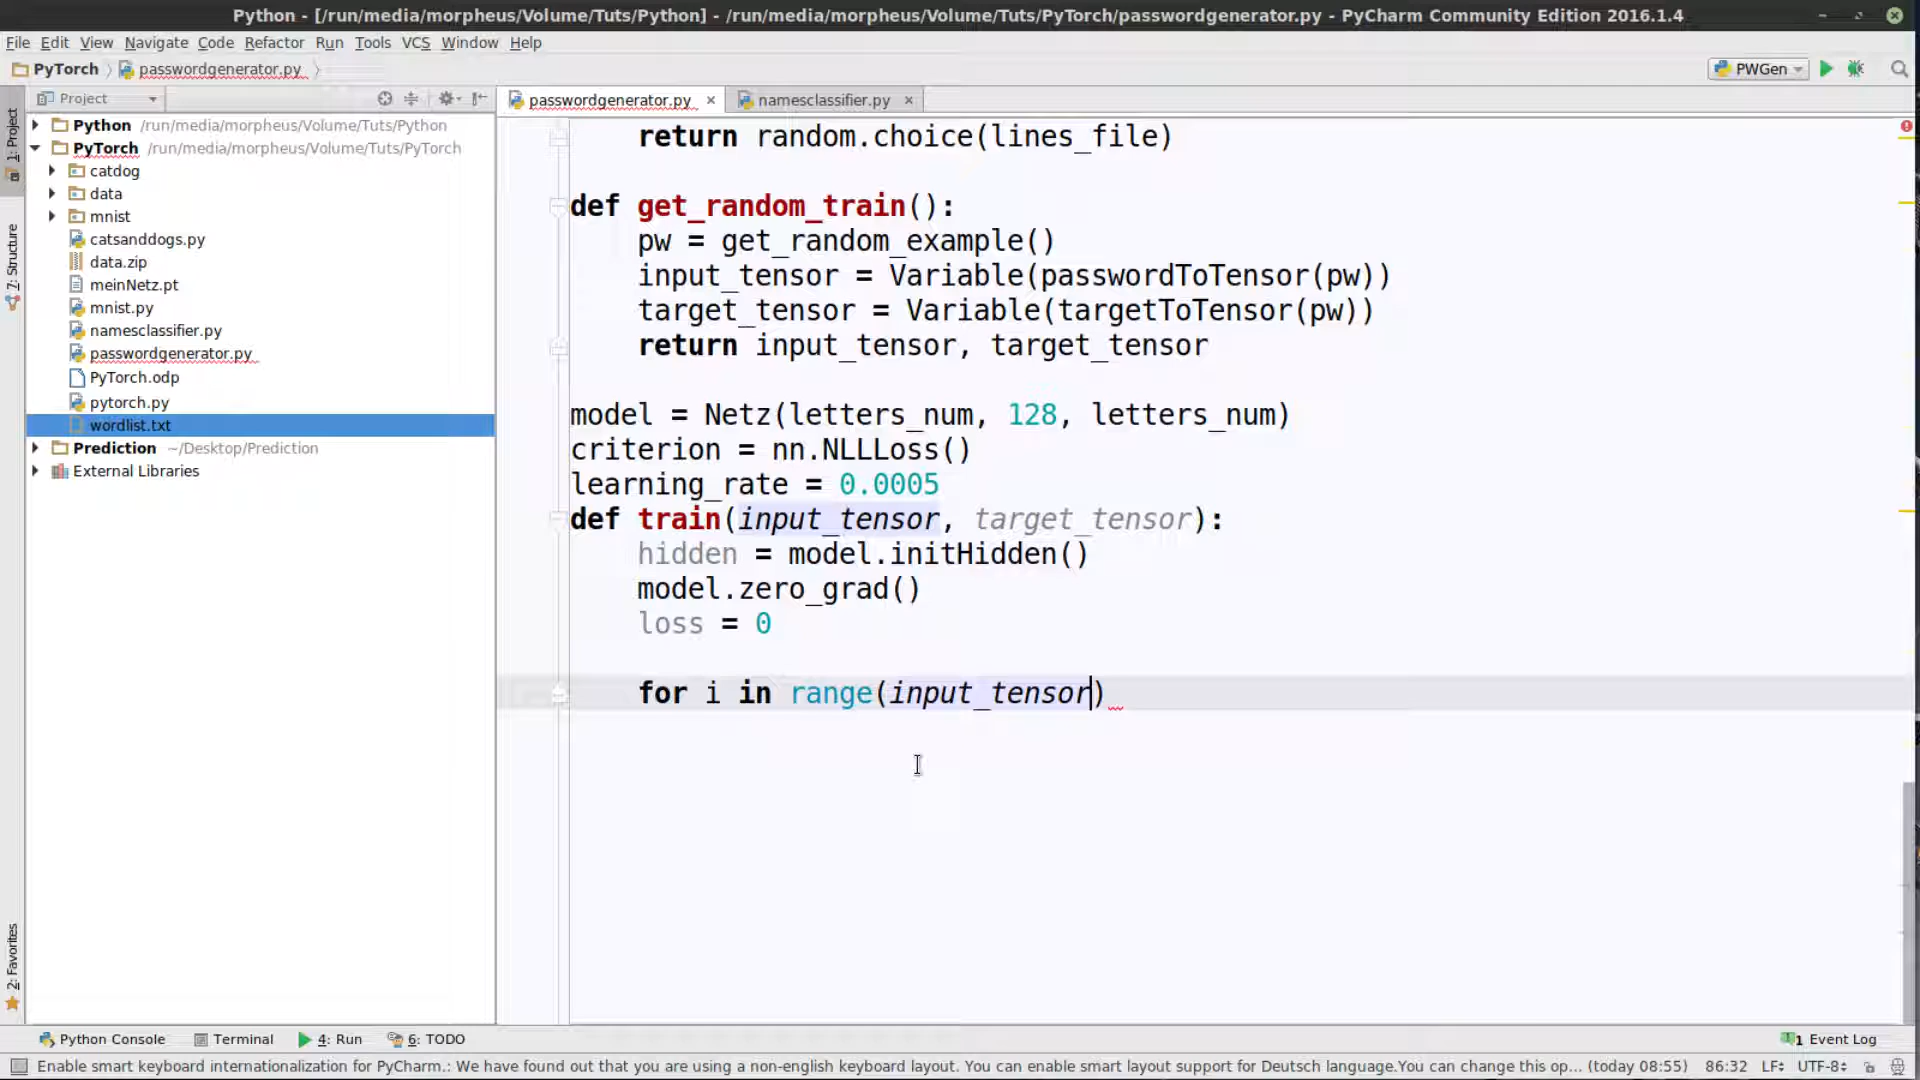 Python - [/run/media/morpheus/Volume/Tuts/Python] - /run/media/morpheus/Volume/Tuts/PyTorch/passwordgenerator.py - PyCharm Community Edition 2016.1.4
File Edit View Navigate Code Refactor Run Tools VCS Window Help
PyTorch passwordgenerator.py PWGen
Project passwordgenerator.py namesclassifier.py
1: Project
7: Structure
2: Favorites
Python /run/media/morpheus/Volume/Tuts/Python
PyTorch /run/media/morpheus/Volume/Tuts/PyTorch
catdog
data
mnist
catsanddogs.py
data.zip
meinNetz.pt
mnist.py
namesclassifier.py
passwordgenerator.py
PyTorch.odp
pytorch.py
wordlist.txt
Prediction ~/Desktop/Prediction
External Libraries
return random.choice(lines_file)
def get_random_train():
pw = get_random_example()
input_tensor = Variable(passwordToTensor(pw))
target_tensor = Variable(targetToTensor(pw))
return input_tensor, target_tensor
model = Netz(letters_num, 128, letters_num)
criterion = nn.NLLLoss()
learning_rate = 0.0005
def train(input_tensor, target_tensor):
hidden = model.initHidden()
model.zero_grad()
loss = 0
for i in range(input_tensor)
Python Console Terminal 4: Run 6: TODO 1 Event Log
Enable smart keyboard internationalization for PyCharm.: We have found out that you are using a non-english keyboard layout. You can enable smart layout support for Deutsch language.You can change this op... (today 08:55) 86:32 LF÷ UTF-8÷